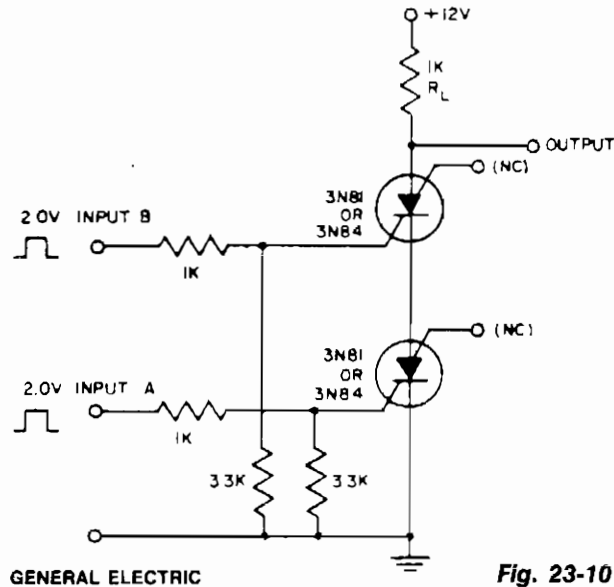 +12V
1K
RL
OUTPUT
(NC)
3N81
OR
3N84
2.0V INPUT B
1K
(NC)
3N81
OR
3N84
2.0V INPUT A
1K
3.3K
3.3K
GENERAL ELECTRIC
Fig. 23-10